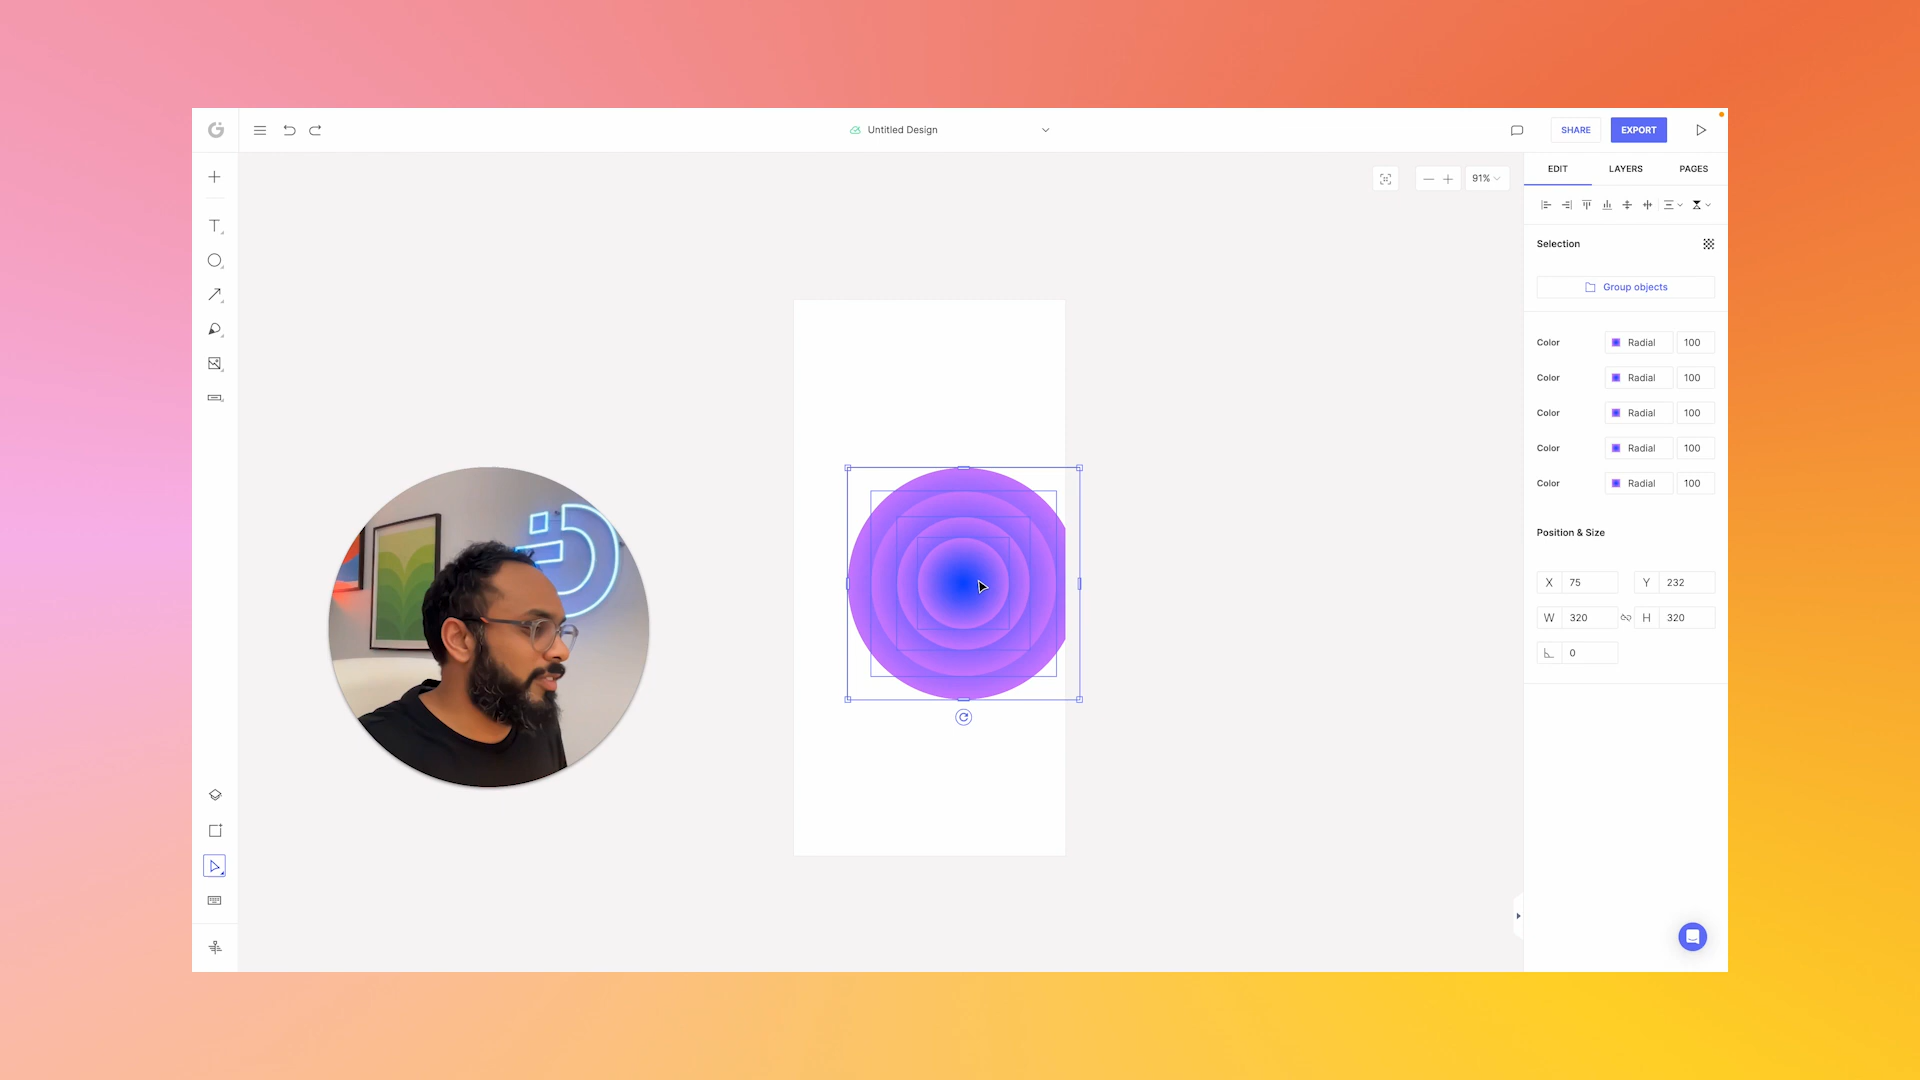 Untitled Design
SHARE
EXPORT
91%
EDIT
LAYERS
PAGES
Selection
Group objects
Color Radial 100
Color Radial 100
Color Radial 100
Color Radial 100
Color Radial 100
Position & Size
X 75 Y 232
W 320 H 320
0